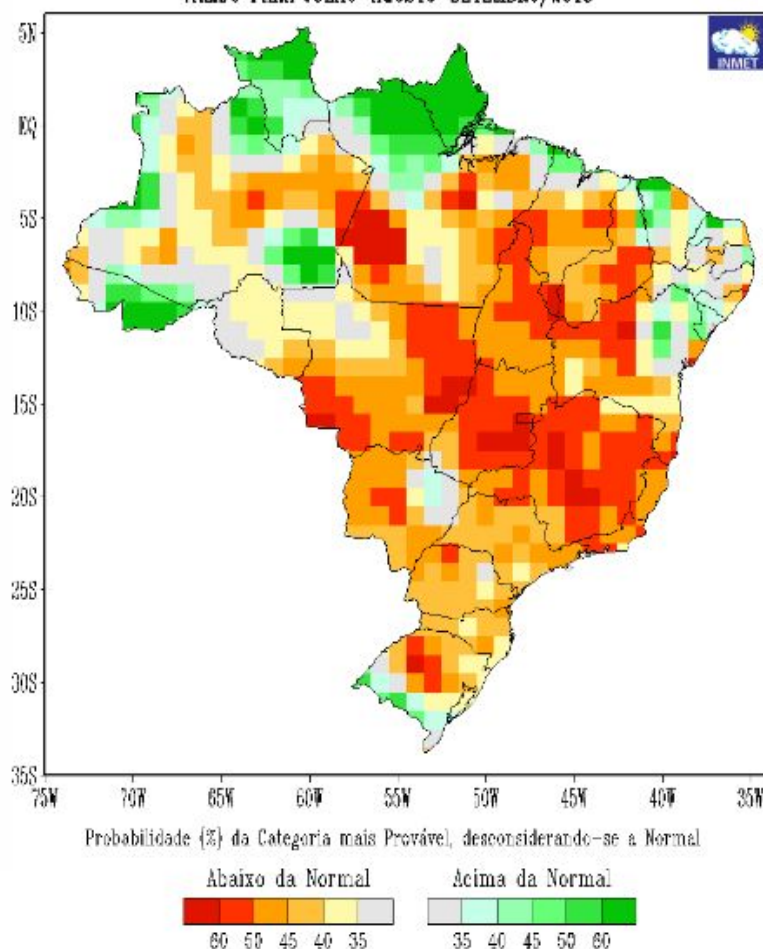 INMET
5N
EQ
5S
10S
15S
20S
25S
30S
35S
75W 70W 65W 60W 55W 50W 45W 40W 35W
Probabilidade (%) da Categoria mais Provável, desconsiderando-se a Normal
Abaixo da Normal Acima da Normal
60 50 45 40 35 35 40 45 50 60